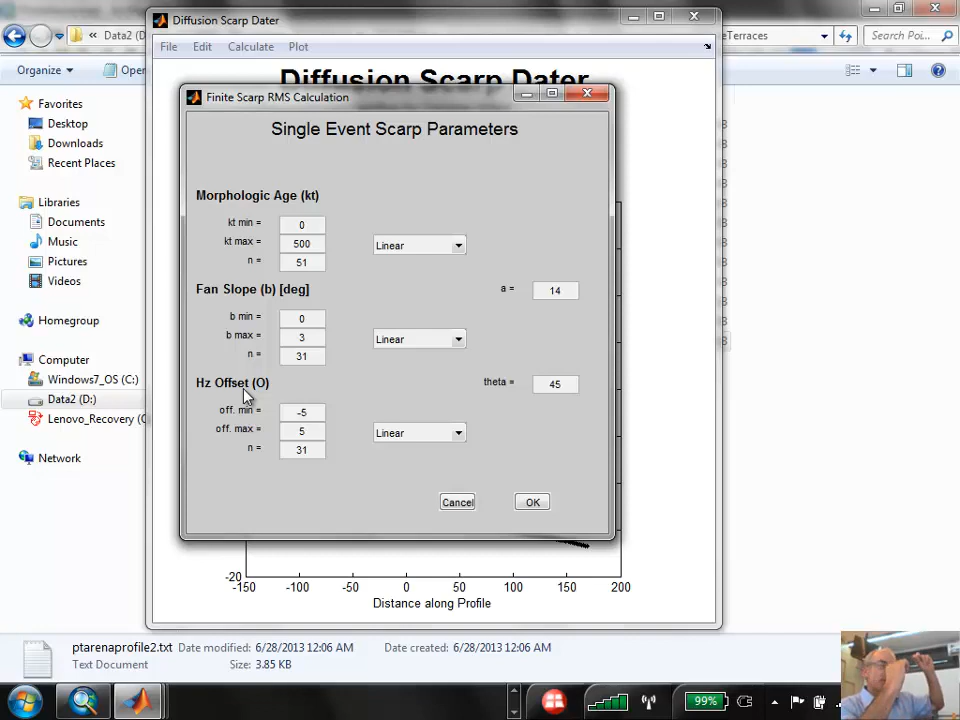 Diffusion Scarp Dater
Data2 (D:
eTerraces
Search Poi...
File Edit Calculate Plot
Organize
Open
Diffusion Scarp Dater
Finite Scarp RMS Calculation
Single Event Scarp Parameters
Favorites
Desktop
Downloads
Recent Places
Libraries
Documents
Music
Pictures
Videos
Homegroup
Computer
Windows7_OS (C:)
Data2 (D:)
Lenovo_Recovery (
Network
Morphologic Age (kt)
kt min = 0
kt max = 500 Linear
n = 51
Fan Slope (b) [deg] a = 14
b min = 0
b max = 3 Linear
n = 31
Hz Offset (O) theta = 45
off. min = -5
off. max = 5 Linear
n = 31
Cancel OK
-20
-150 -100 -50 0 50 100 150 200
Distance along Profile
ptarenaprofile2.txt Date modified: 6/28/2013 12:06 AM Date created: 6/28/2013 12:06 AM
Text Document Size: 3.85 KB
99%